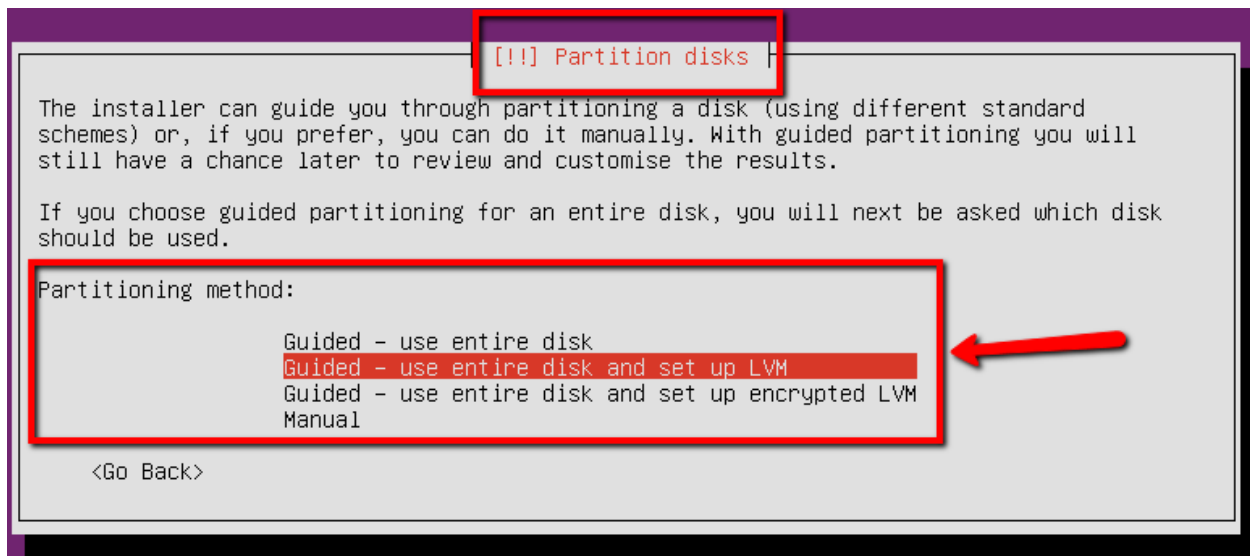 [!!] Partition disks
The installer can guide you through partitioning a disk (using different standard
schemes) or, if you prefer, you can do it manually. With guided partitioning you will
still have a chance later to review and customise the results.
If you choose guided partitioning for an entire disk, you will next be asked which disk
should be used.
Partitioning method:
Guided – use entire disk
Guided – use entire disk and set up LVM
Guided – use entire disk and set up encrypted LVM
Manual
<Go Back>